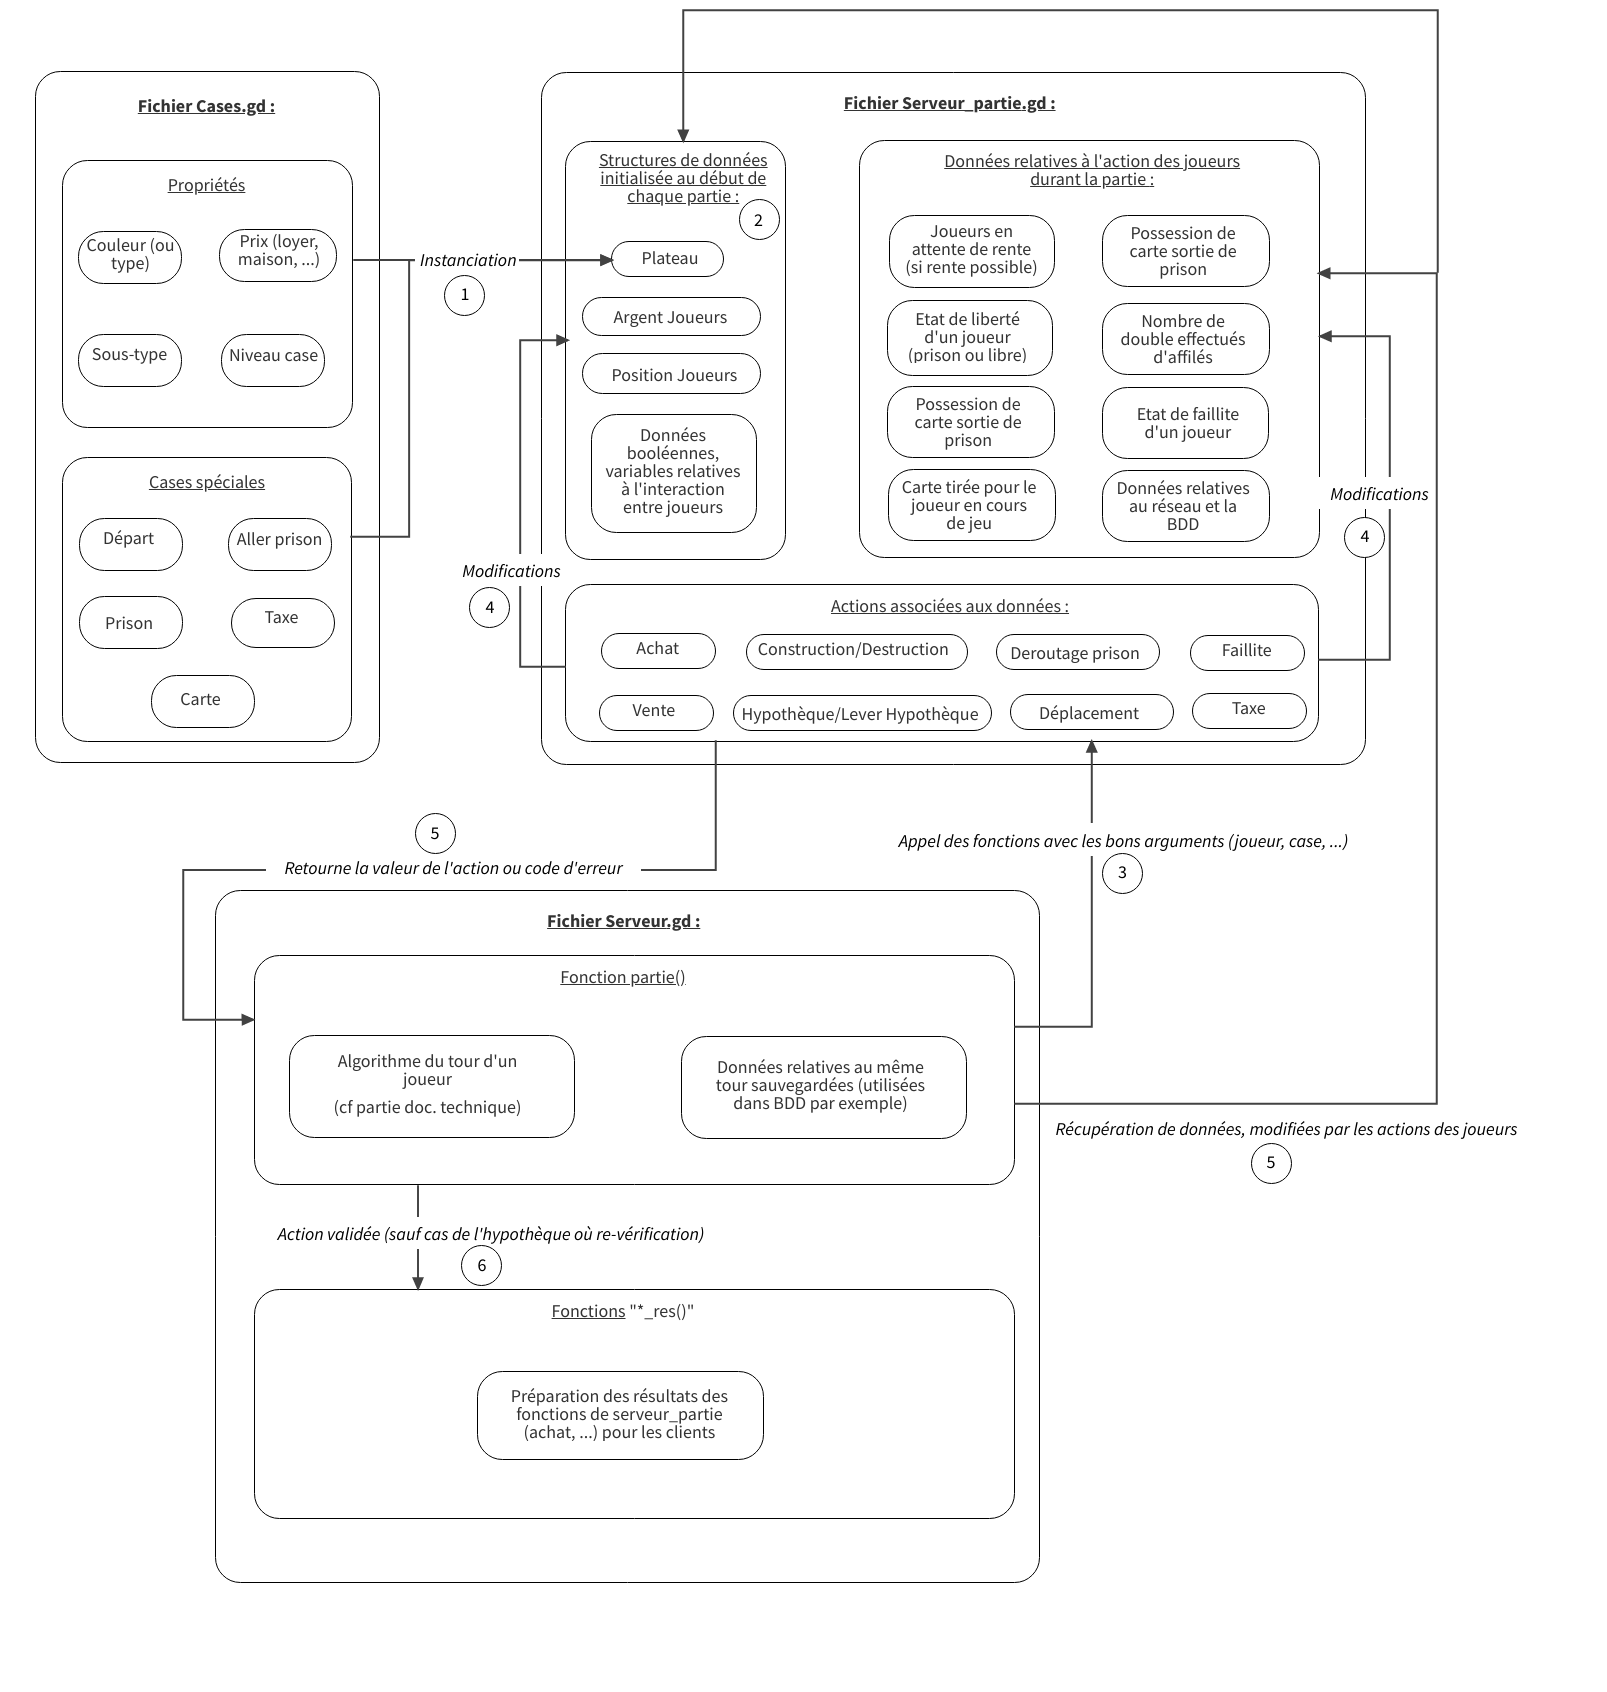 Fichier Cases.gd :
Propriétés
Couleur (ou
type)
Prix (loyer,
maison, ...)
Sous-type
Niveau case
Cases spéciales
Départ
Aller prison
Prison
Taxe
Carte
Instanciation
1
Fichier Serveur_partie.gd :
Structures de données
initialisée au début de
chaque partie :
2
Plateau
Argent Joueurs
Position Joueurs
Données
booléennes,
variables relatives
à l'interaction
entre joueurs
Données relatives à l'action des joueurs
durant la partie :
Joueurs en
attente de rente
(si rente possible)
Possession de
carte sortie de
prison
Etat de liberté
d'un joueur
(prison ou libre)
Nombre de
double effectués
d'affilés
Possession de
carte sortie de
prison
Etat de faillite
d'un joueur
Carte tirée pour le
joueur en cours
de jeu
Données relatives
au réseau et la
BDD
Modifications
4
Modifications
4
Actions associées aux données :
Achat
Construction/Destruction
Deroutage prison
Faillite
Vente
Hypothèque/Lever Hypothèque
Déplacement
Taxe
5
Retourne la valeur de l'action ou code d'erreur
Appel des fonctions avec les bons arguments (joueur, case, ...)
3
Fichier Serveur.gd :
Fonction partie()
Algorithme du tour d'un
joueur
(cf partie doc. technique)
Données relatives au même
tour sauvegardées (utilisées
dans BDD par exemple)
Récupération de données, modifiées par les actions des joueurs
5
Action validée (sauf cas de l'hypothèque où re-vérification)
6
Fonctions "*_res()"
Préparation des résultats des
fonctions de serveur_partie
(achat, ...) pour les clients